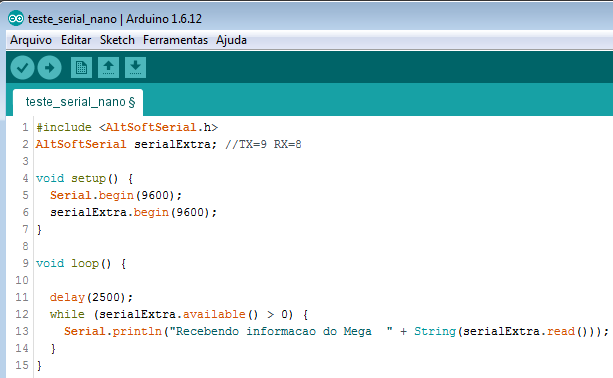 teste_serial_nano | Arduino 1.6.12
Arquivo Editar Sketch Ferramentas Ajuda
teste_serial_nano §
1 #include <AltSoftSerial.h>
2 AltSoftSerial serialExtra; //TX=9 RX=8
3
4 void setup() {
5   Serial.begin(9600);
6   serialExtra.begin(9600);
7 }
8
9 void loop() {
10
11   delay(2500);
12   while (serialExtra.available() > 0) {
13     Serial.println("Recebendo informacao do Mega  " + String(serialExtra.read()));
14   }
15 }